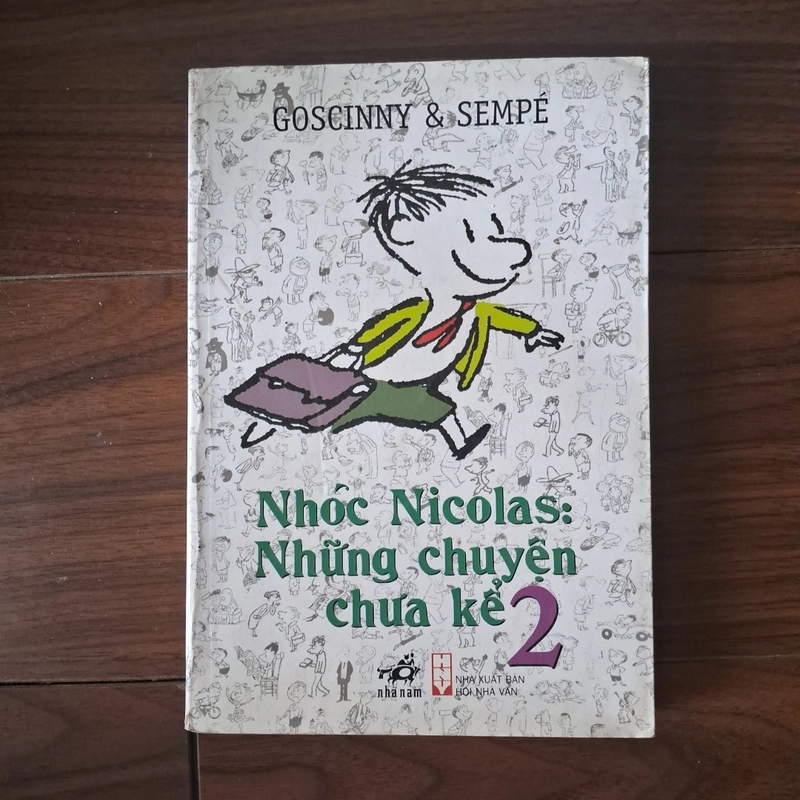 GOSCINNY & SEMPÉ
Nhóc Nicolas:
Những chuyện
chưa kể 2
nhã nam
NHÀ XUẤT BẢN
HỘI NHÀ VĂN